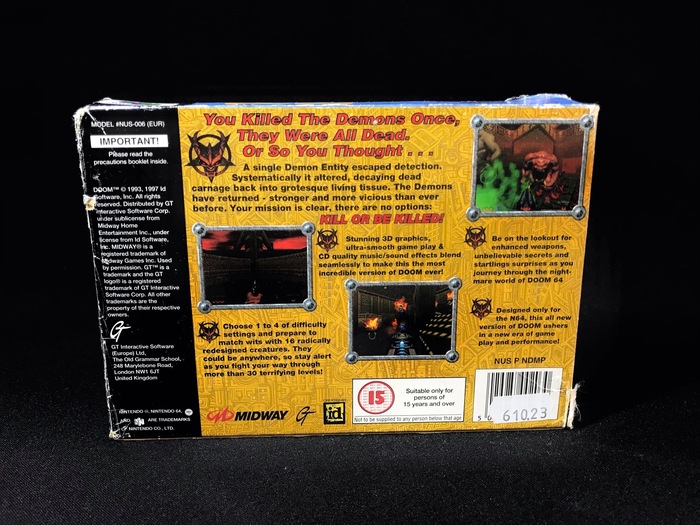 MODEL #NUS-006 (EUR)
IMPORTANT!
Please read the
precautions booklet inside.
DOOM™ © 1993, 1997 Id
Software, Inc. All rights
reserved. Distributed by GT
Interactive Software Corp.
under sublicense from
Midway Home
Entertainment Inc., under
license from Id Software,
Inc. MIDWAY® is a
registered trademark of
Midway Games Inc. Used
by permission. GT™ is a
trademark and the GT
logo® is a registered
trademark of GT Interactive
Software Corp. All other
trademarks are the
property of their respective
owners.
GT
GT Interactive Software
(Europe) Ltd,
The Old Grammar School,
248 Marylebone Road,
London NW1 6JT
United Kingdom
NINTENDO ®, NINTENDO 64,
AND ARE TRADEMARKS
OF NINTENDO CO., LTD.
You Killed The Demons Once,
They Were All Dead.
Or So You Thought . . .
A single Demon Entity escaped detection.
Systematically it altered, decaying dead
carnage back into grotesque living tissue. The Demons
have returned - stronger and more vicious than ever
before. Your mission is clear, there are no options:
KILL OR BE KILLED!
Stunning 3D graphics,
ultra-smooth game play &
CD quality music/sound effects blend
seamlessly to make this the most
incredible version of DOOM ever!
Choose 1 to 4 of difficulty
settings and prepare to
match wits with 16 radically
redesigned creatures. They
could be anywhere, so stay alert
as you fight your way through
more than 30 terrifying levels!
Be on the lookout for
enhanced weapons,
unbelievable secrets and
startlings surprises as you
journey through the night-
mare world of DOOM 64
Designed only for
the N64, this all new
version of DOOM ushers
in a new era of game
play and performance!
NUS P NDMP
MIDWAY
GT
id
15
Suitable only for
persons of
15 years and over
Not to be supplied to any person below that age
5
610.23